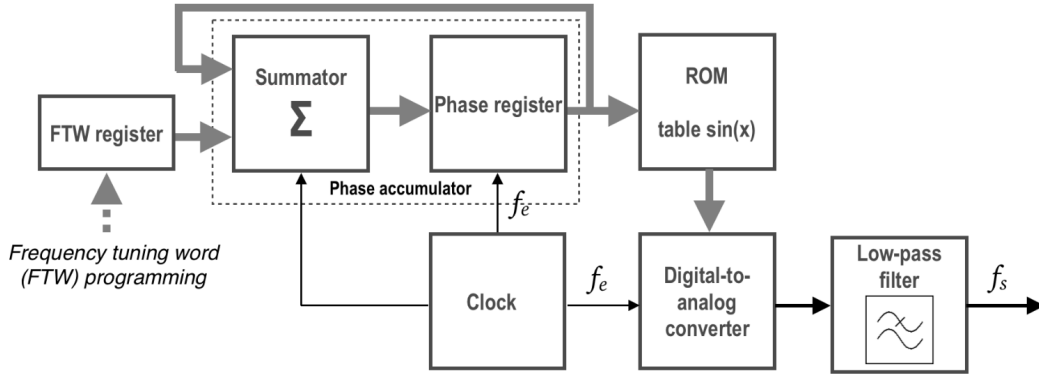 Summator
Σ
Phase register
ROM
table sin(x)
FTW register
Phase accumulator
fe
Frequency tuning word
(FTW) programming
Clock
fe
Digital-to-
analog
converter
Low-pass
filter
fs